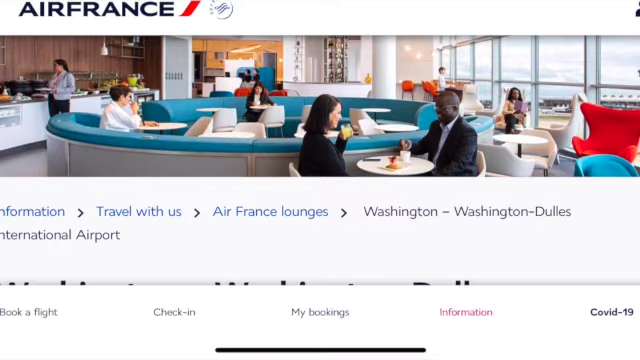 AIRFRANCE
nformation > Travel with us > Air France lounges > Washington – Washington-Dulles
nternational Airport
Book a flight Check-in My bookings Information Covid-19